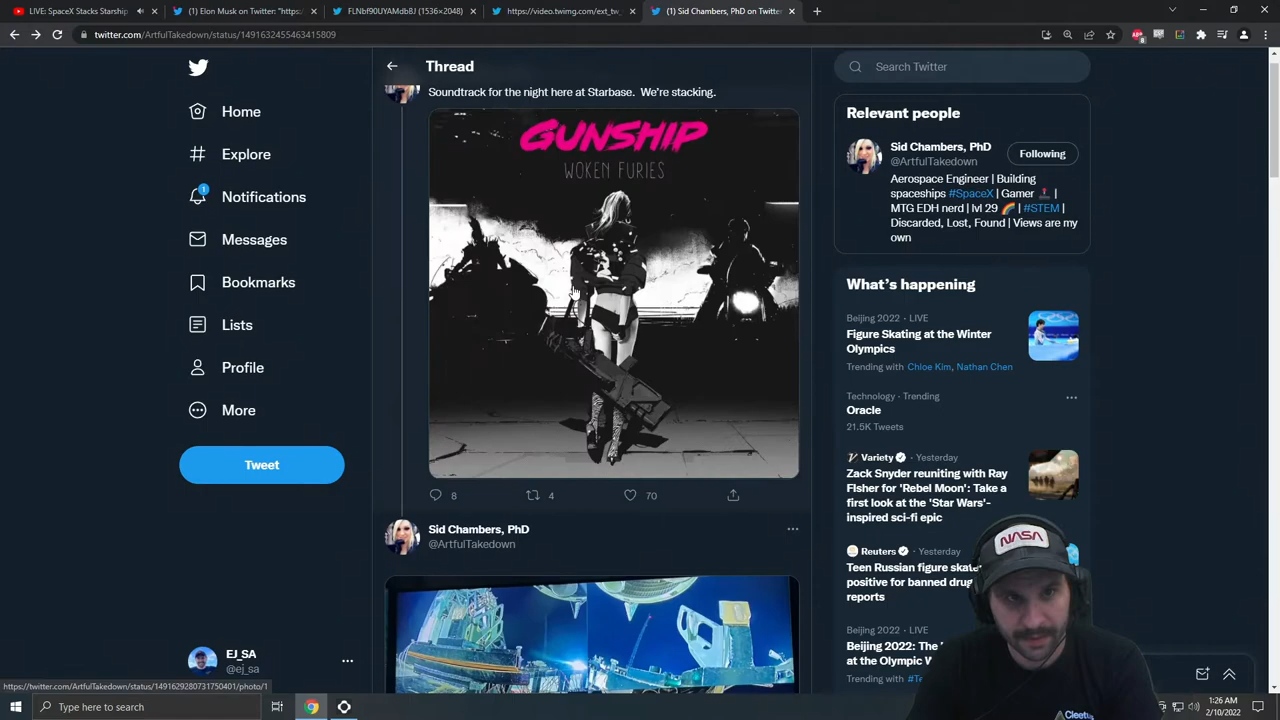 LIVE: SpaceX Stacks Starship
(1) Elon Musk on Twitter: "https:
FLNbf90UYAMdbBJ (1536×2048)
https://video.twimg.com/ext_tw
(1) Sid Chambers, PhD on Twitter
twitter.com/ArtfulTakedown/status/1491632455463415809
Home
Explore
1
Notifications
Messages
Bookmarks
Lists
Profile
More
Tweet
EJ_SA
@ej_sa
Thread
Soundtrack for the night here at Starbase. We're stacking.
GUNSHIP
WOKEN FURIES
8
4
70
Sid Chambers, PhD
@ArtfulTakedown
Search Twitter
Relevant people
Sid Chambers, PhD
@ArtfulTakedown
Following
Aerospace Engineer | Building
spaceships #SpaceX | Gamer 🕹️ |
MTG EDH nerd | lvl 29 🌈 | #STEM |
Discarded, Lost, Found | Views are my
own
What's happening
Beijing 2022 · LIVE
Figure Skating at the Winter
Olympics
Trending with Chloe Kim, Nathan Chen
Technology · Trending
Oracle
21.5K Tweets
Variety · Yesterday
Zack Snyder reuniting with Ray
FIsher for 'Rebel Moon': Take a
first look at the 'Star Wars'-
inspired sci-fi epic
Reuters · Yesterday
Teen Russian figure skate
positive for banned drug
reports
Beijing 2022 · LIVE
Beijing 2022: The
at the Olympic W
Trending with
NASA
Cleetus
https://twitter.com/ArtfulTakedown/status/1491629280731750401/photo/1
Type here to search
1:26 AM
2/10/2022